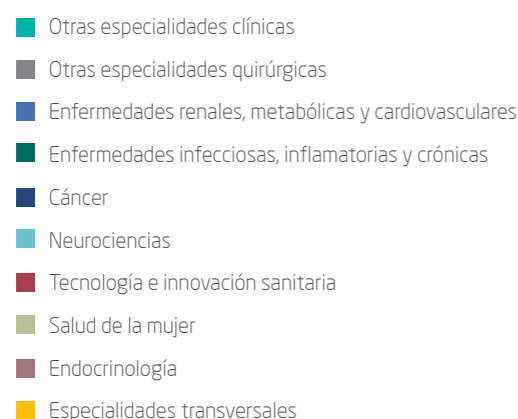 Otras especialidades clínicas
Otras especialidades quirúrgicas
Enfermedades renales, metabólicas y cardiovasculares
Enfermedades infecciosas, inflamatorias y crónicas
Cáncer
Neurociencias
Tecnología e innovación sanitaria
Salud de la mujer
Endocrinología
Especialidades transversales